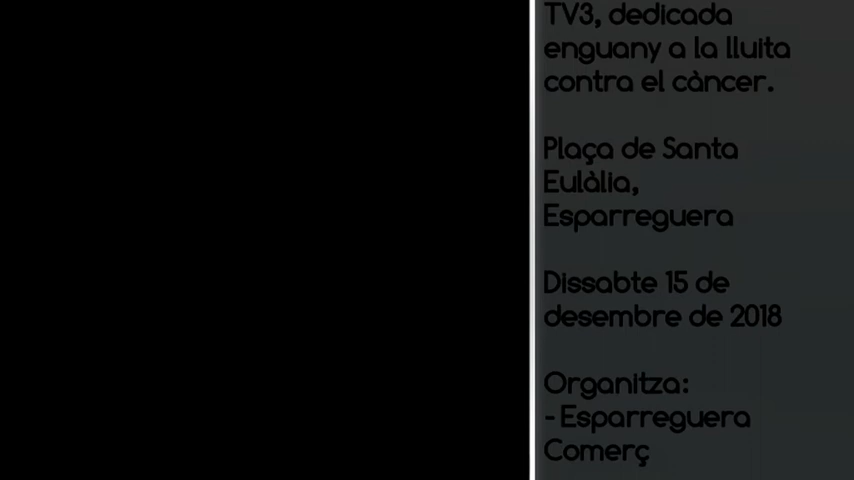 TV3, dedicada
enguany a la lluita
contra el càncer.
Plaça de Santa
Eulàlia,
Esparreguera
Dissabte 15 de
desembre de 2018
Organitza:
- Esparreguera
Comerç